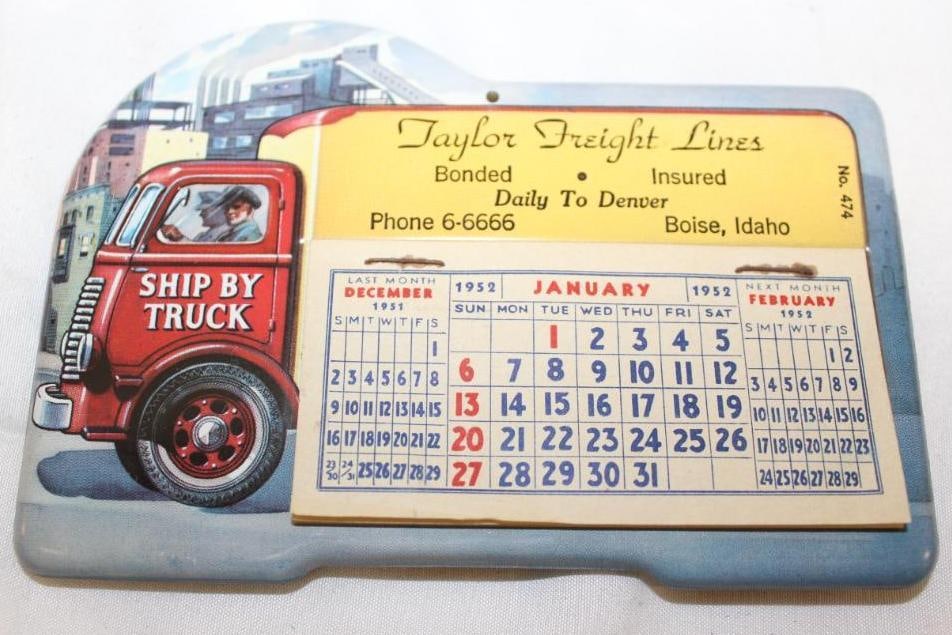 Taylor Freight Lines
Bonded • Insured
Daily To Denver
Phone 6-6666 Boise, Idaho
No. 474
SHIP BY
TRUCK
LAST MONTH
DECEMBER
1951
S M T W T F S
1
2 3 4 5 6 7 8
9 10 11 12 13 14 15
16 17 18 19 20 21 22
23/30 24/31 25 26 27 28 29
1952 JANUARY 1952
SUN MON TUE WED THU FRI SAT
1 2 3 4 5
6 7 8 9 10 11 12
13 14 15 16 17 18 19
20 21 22 23 24 25 26
27 28 29 30 31
NEXT MONTH
FEBRUARY
1952
S M T W T F S
1 2
3 4 5 6 7 8 9
10 11 12 13 14 15 16
17 18 19 20 21 22 23
24 25 26 27 28 29